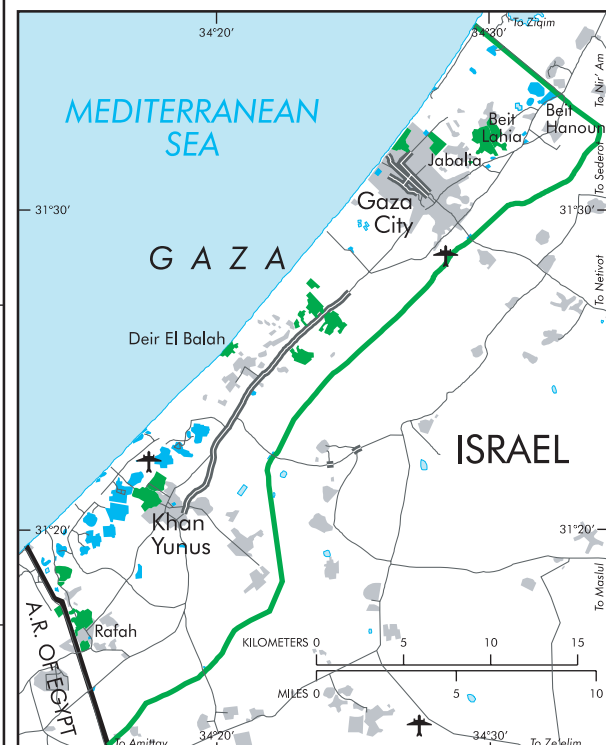 34°20'
34°30'
To Ziqim
To Nir' Am
MEDITERRANEAN
SEA
Beit
Lahia
Beit
Hanoun
Jabalia
To Sederot
31°30'
Gaza
City
31°30'
GAZA
To Netivot
Deir El Balah
ISRAEL
Khan
Yunus
31°20'
31°20'
To Maslul
A.R. OF EGYPT
Rafah
KILOMETERS 0 5 10 15
MILES 0 5 10
To Amittay
34°20'
34°30'
To Ze'elim